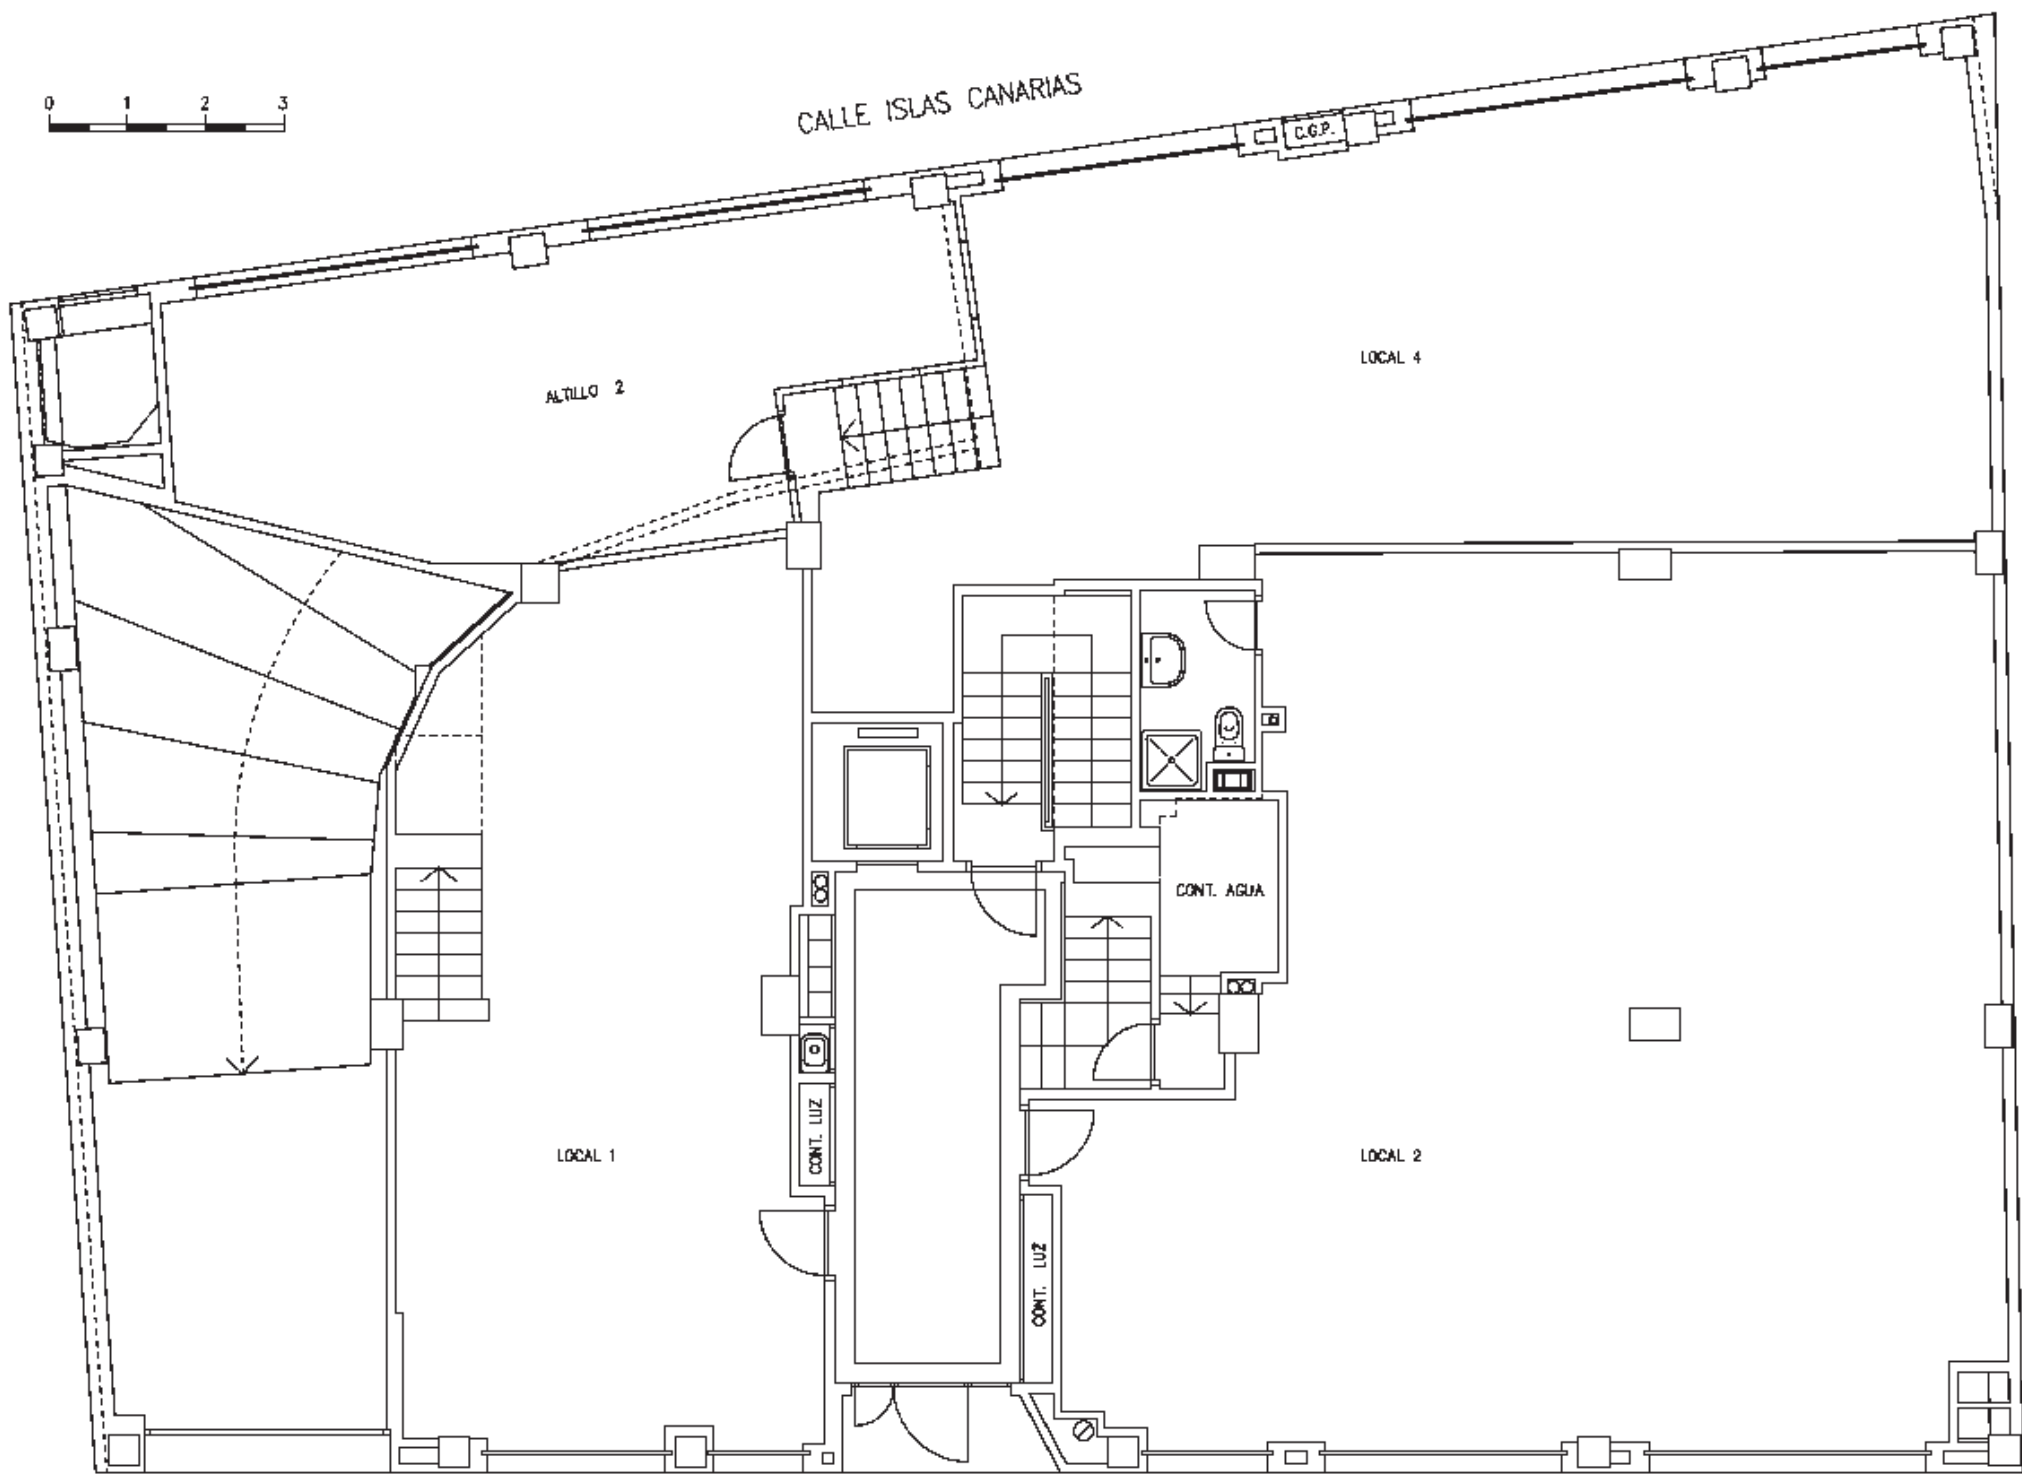 0 1 2 3
CALLE ISLAS CANARIAS
C.G.P.
LOCAL 4
ALTILLO 2
CONT. AGUA
CONT. LUZ
LOCAL 1
LOCAL 2
CONT. LUZ